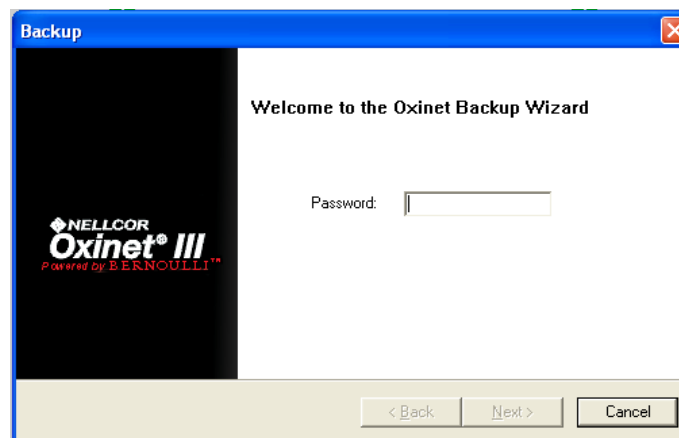 Backup
Welcome to the Oxinet Backup Wizard
Password:
NELLCOR
Oxinet® III
Powered by BERNOULLI™
< Back
Next >
Cancel